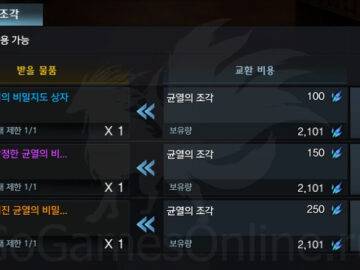 조각
용 가능
받을 물품
교환 비용
의 비밀지도 상자
균열의 조각
100
제한 1/1
X 1
보유량
2,101
정한 균열의 비...
균열의 조각
150
제한 1/1
X 1
보유량
2,101
진 균열의 비밀...
균열의 조각
250
제한 1/1
X 1
보유량
2,101
GoGamesOnline.r